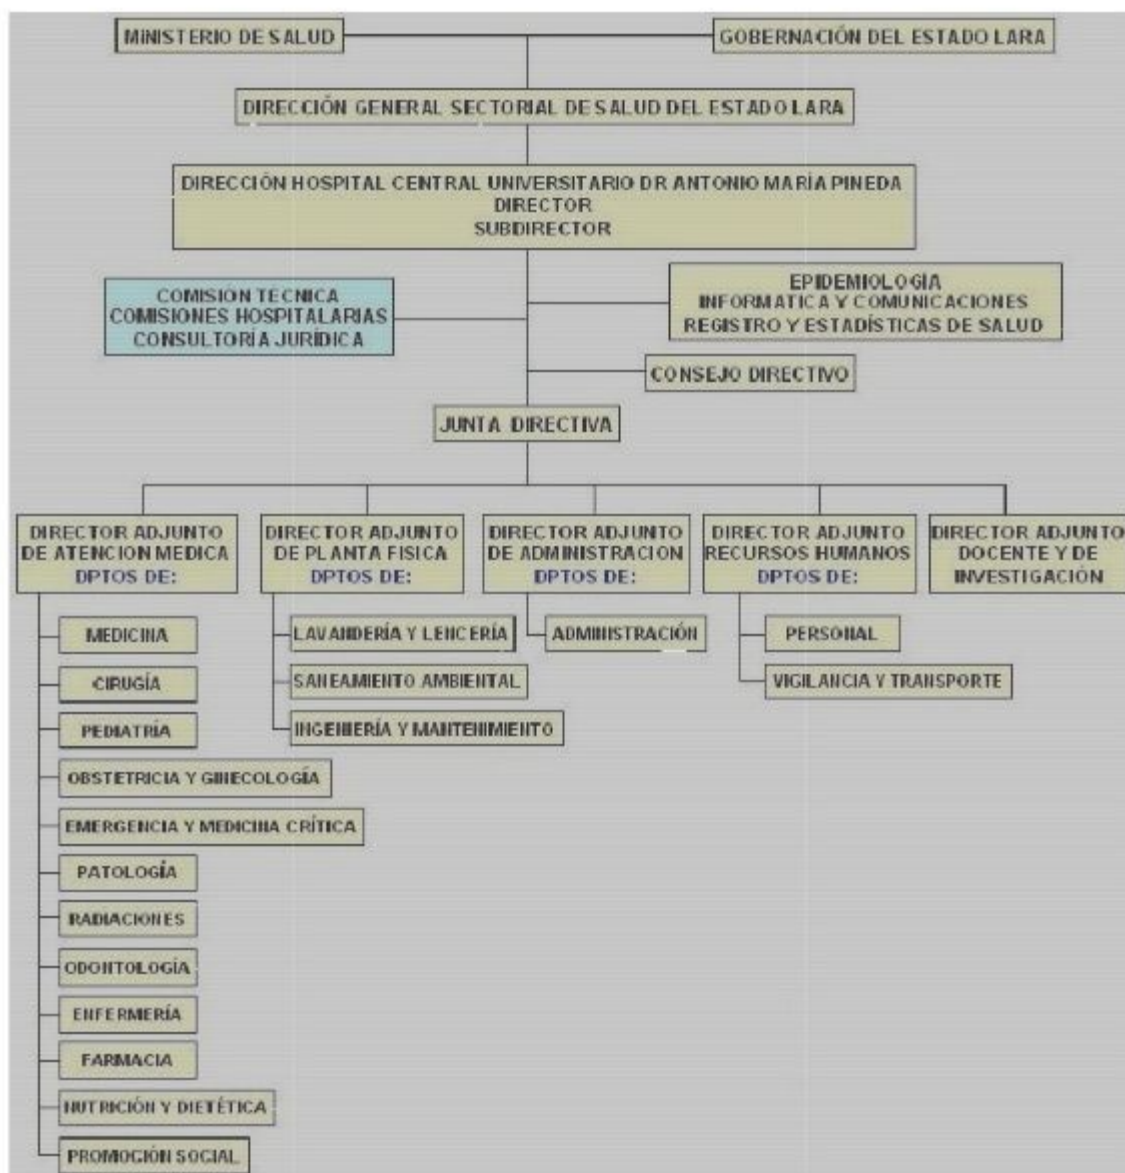 MINISTERIO DE SALUD
GOBERNACIÓN DEL ESTADO LARA
DIRECCIÓN GENERAL SECTORIAL DE SALUD DEL ESTADO LARA
DIRECCIÓN HOSPITAL CENTRAL UNIVERSITARIO DR ANTONIO MARÍA PINEDA
DIRECTOR
SUBDIRECTOR
COMISIÓN TÉCNICA
COMISIONES HOSPITALARIAS
CONSULTORÍA JURÍDICA
EPIDEMIOLOGÍA
INFORMATICA Y COMUNICACIONES
REGISTRO Y ESTADÍSTICAS DE SALUD
CONSEJO DIRECTIVO
JUNTA DIRECTIVA
DIRECTOR ADJUNTO
DE ATENCION MEDICA
DPTOS DE:
MEDICINA
CIRUGÍA
PEDIATRÍA
OBSTETRICIA Y GINECOLOGÍA
EMERGENCIA Y MEDICINA CRÍTICA
PATOLOGÍA
RADIACIONES
ODONTOLOGÍA
ENFERMERÍA
FARMACIA
NUTRICIÓN Y DIETÉTICA
PROMOCIÓN SOCIAL
DIRECTOR ADJUNTO
DE PLANTA FISICA
DPTOS DE:
LAVANDERÍA Y LENCERÍA
SANEAMIENTO AMBIENTAL
INGENIERÍA Y MANTENIMIENTO
DIRECTOR ADJUNTO
DE ADMINISTRACION
DPTOS DE:
ADMINISTRACIÓN
DIRECTOR ADJUNTO
RECURSOS HUMANOS
DPTOS DE:
PERSONAL
VIGILANCIA Y TRANSPORTE
DIRECTOR ADJUNTO
DOCENTE Y DE
INVESTIGACIÓN